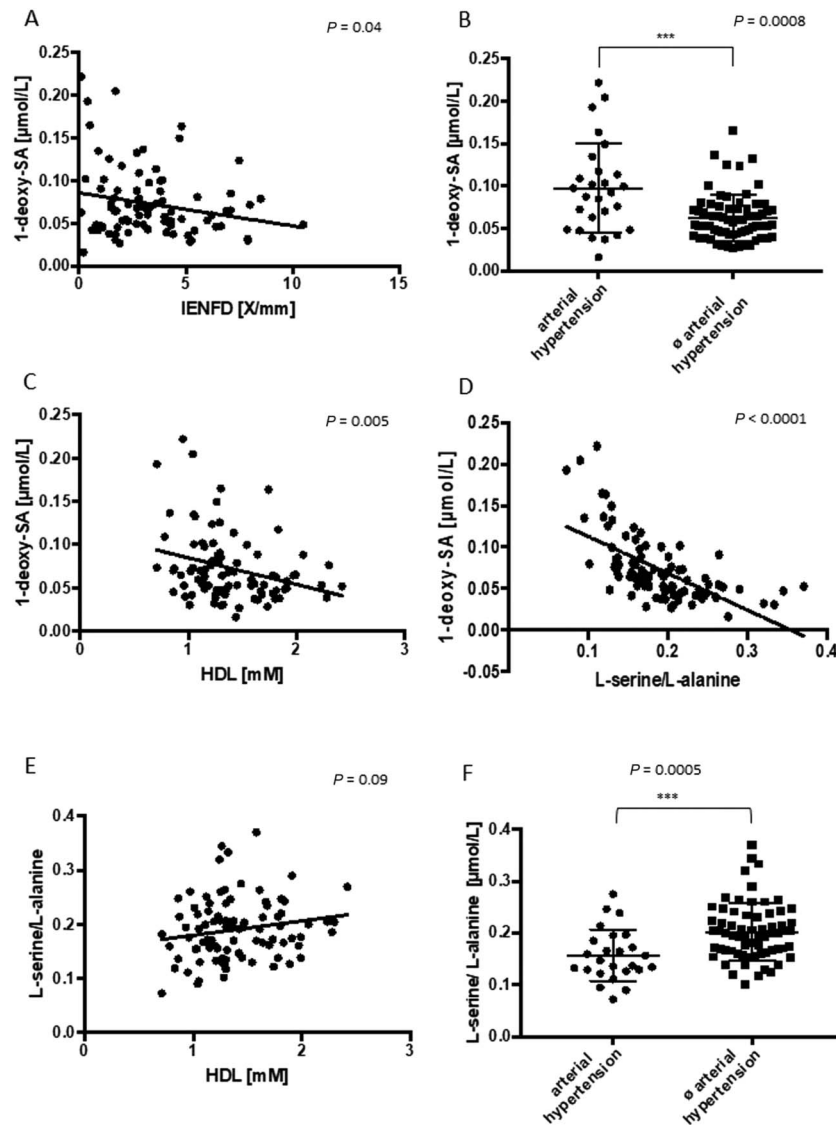 A
P = 0.04
1-deoxy-SA [µmol/L]
0.25
0.20
0.15
0.10
0.05
0.00
0
5
10
15
IENFD [X/mm]
B
P = 0.0008
***
1-deoxy-SA [µmol/L]
0.25
0.20
0.15
0.10
0.05
0.00
arterial
hypertension
ø arterial
hypertension
C
P = 0.005
1-deoxy-SA [µmol/L]
0.25
0.20
0.15
0.10
0.05
0.00
0
1
2
3
HDL [mM]
D
P < 0.0001
1-deoxy-SA [µmol/L]
0.25
0.20
0.15
0.10
0.05
0.00
-0.05
0.1
0.2
0.3
0.4
L-serine/L-alanine
E
P = 0.09
L-serine/L-alanine
0.4
0.3
0.2
0.1
0.0
0
1
2
3
HDL [mM]
F
P = 0.0005
***
L-serine/ L-alanine [µmol/L]
0.4
0.3
0.2
0.1
0.0
arterial
hypertension
ø arterial
hypertension